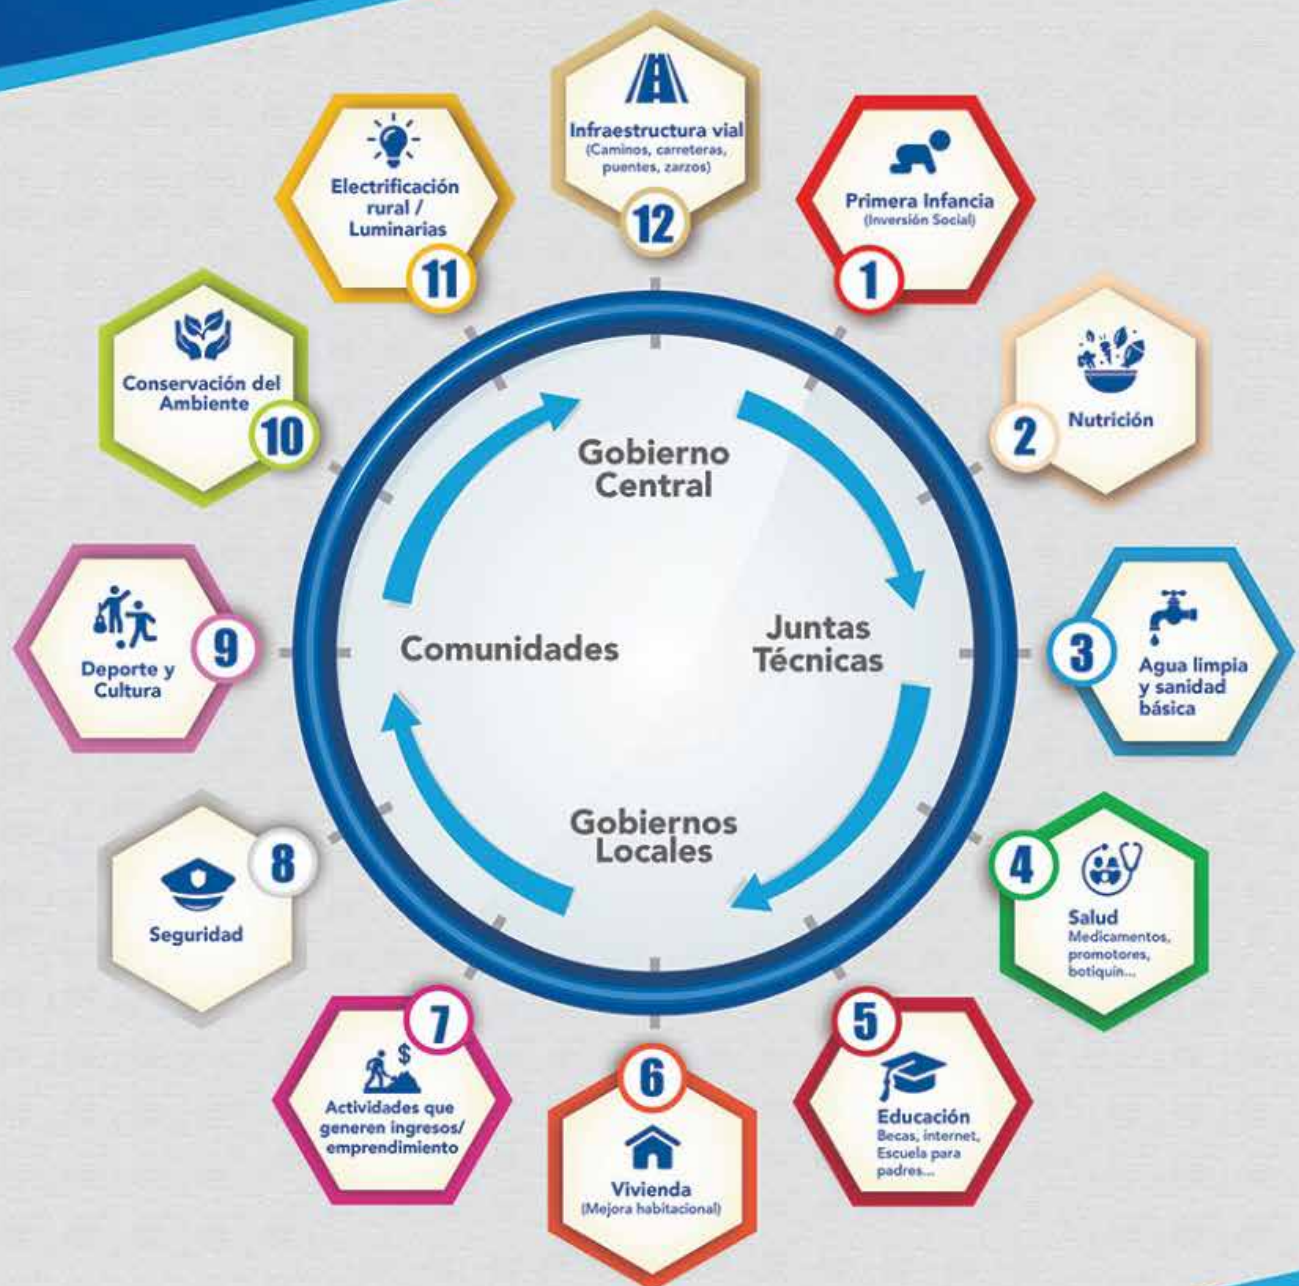 Infraestructura vial
(Caminos, carreteras,
puentes, zarzos)
12
Primera Infancia
(Inversión Social)
1
Nutrición
2
Agua limpia
y sanidad
básica
3
Salud
Medicamentos,
promotores,
botiquín...
4
Educación
Becas, internet,
Escuela para
padres...
5
Vivienda
(Mejora habitacional)
6
Actividades que
generen ingresos/
emprendimiento
$
7
Seguridad
8
Deporte y
Cultura
9
Conservación del
Ambiente
10
Electrificación
rural /
Luminarias
11
Gobierno
Central
Juntas
Técnicas
Gobiernos
Locales
Comunidades